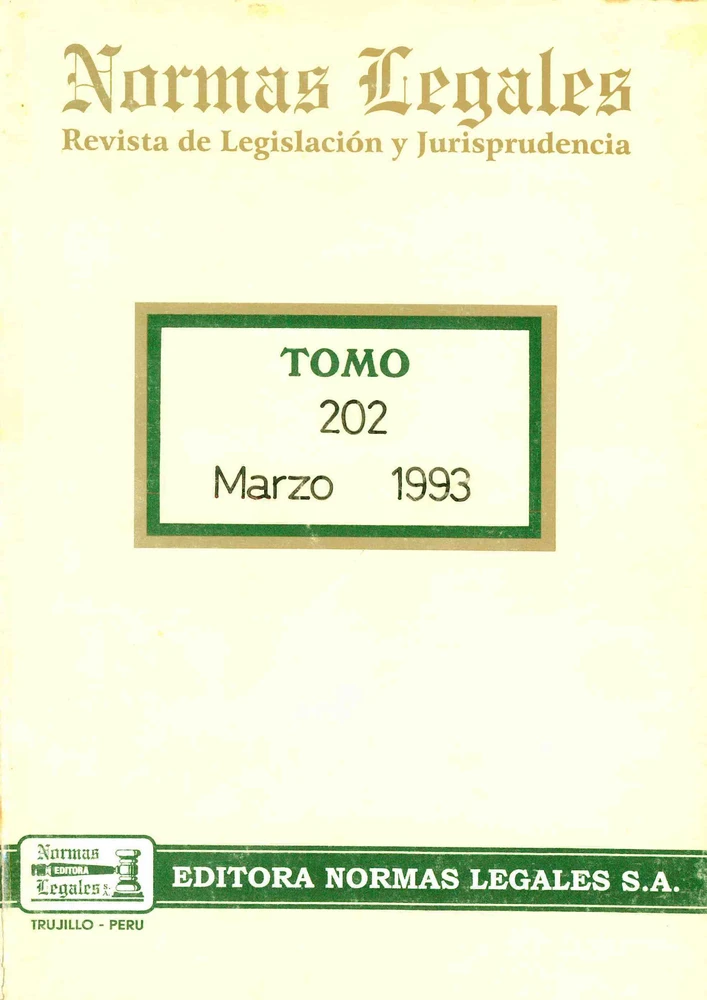 Normas Legales
Revista de Legislación y Jurisprudencia
TOMO
202
Marzo 1993
Normas
EDITORA
Legales S.A.
EDITORA NORMAS LEGALES S.A.
TRUJILLO - PERU